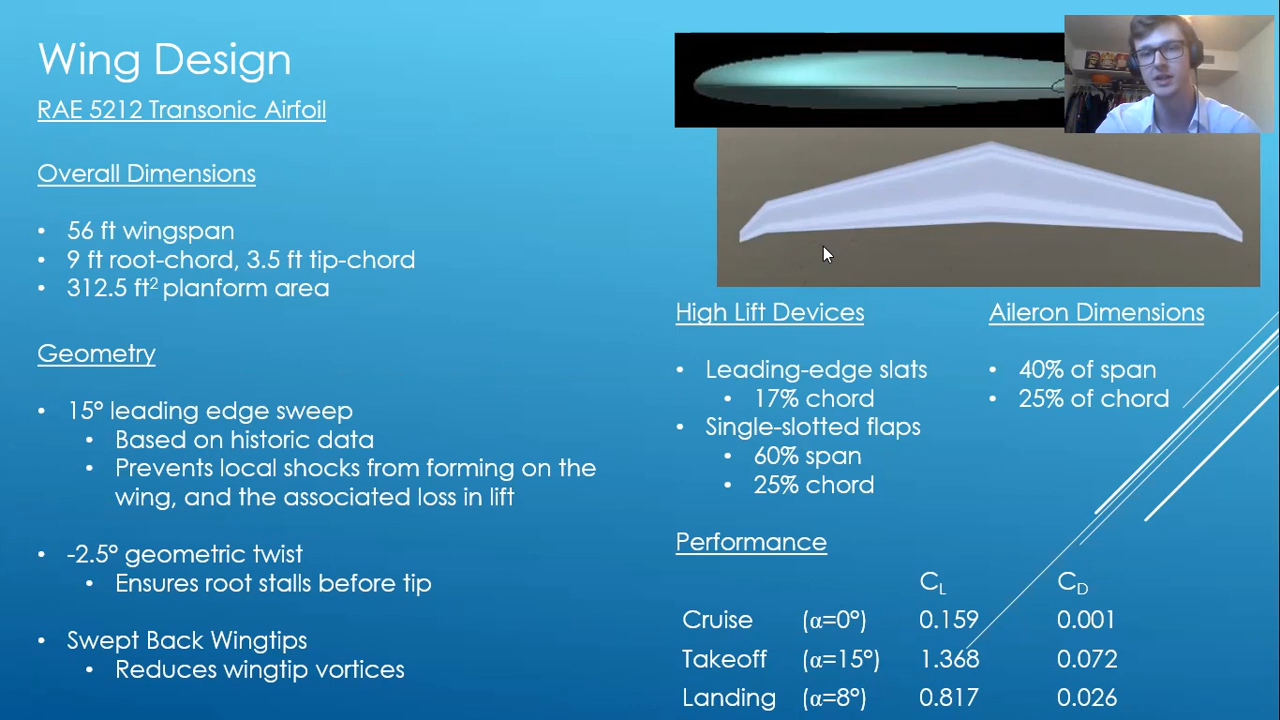 Wing Design
RAE 5212 Transonic Airfoil
Overall Dimensions
• 56 ft wingspan
• 9 ft root-chord, 3.5 ft tip-chord
• 312.5 ft² planform area
Geometry
• 15° leading edge sweep
• Based on historic data
• Prevents local shocks from forming on the
wing, and the associated loss in lift
• -2.5° geometric twist
• Ensures root stalls before tip
• Swept Back Wingtips
• Reduces wingtip vortices
High Lift Devices
• Leading-edge slats
• 17% chord
• Single-slotted flaps
• 60% span
• 25% chord
Aileron Dimensions
• 40% of span
• 25% of chord
Performance
CL CD
Cruise (α=0°) 0.159 0.001
Takeoff (α=15°) 1.368 0.072
Landing (α=8°) 0.817 0.026